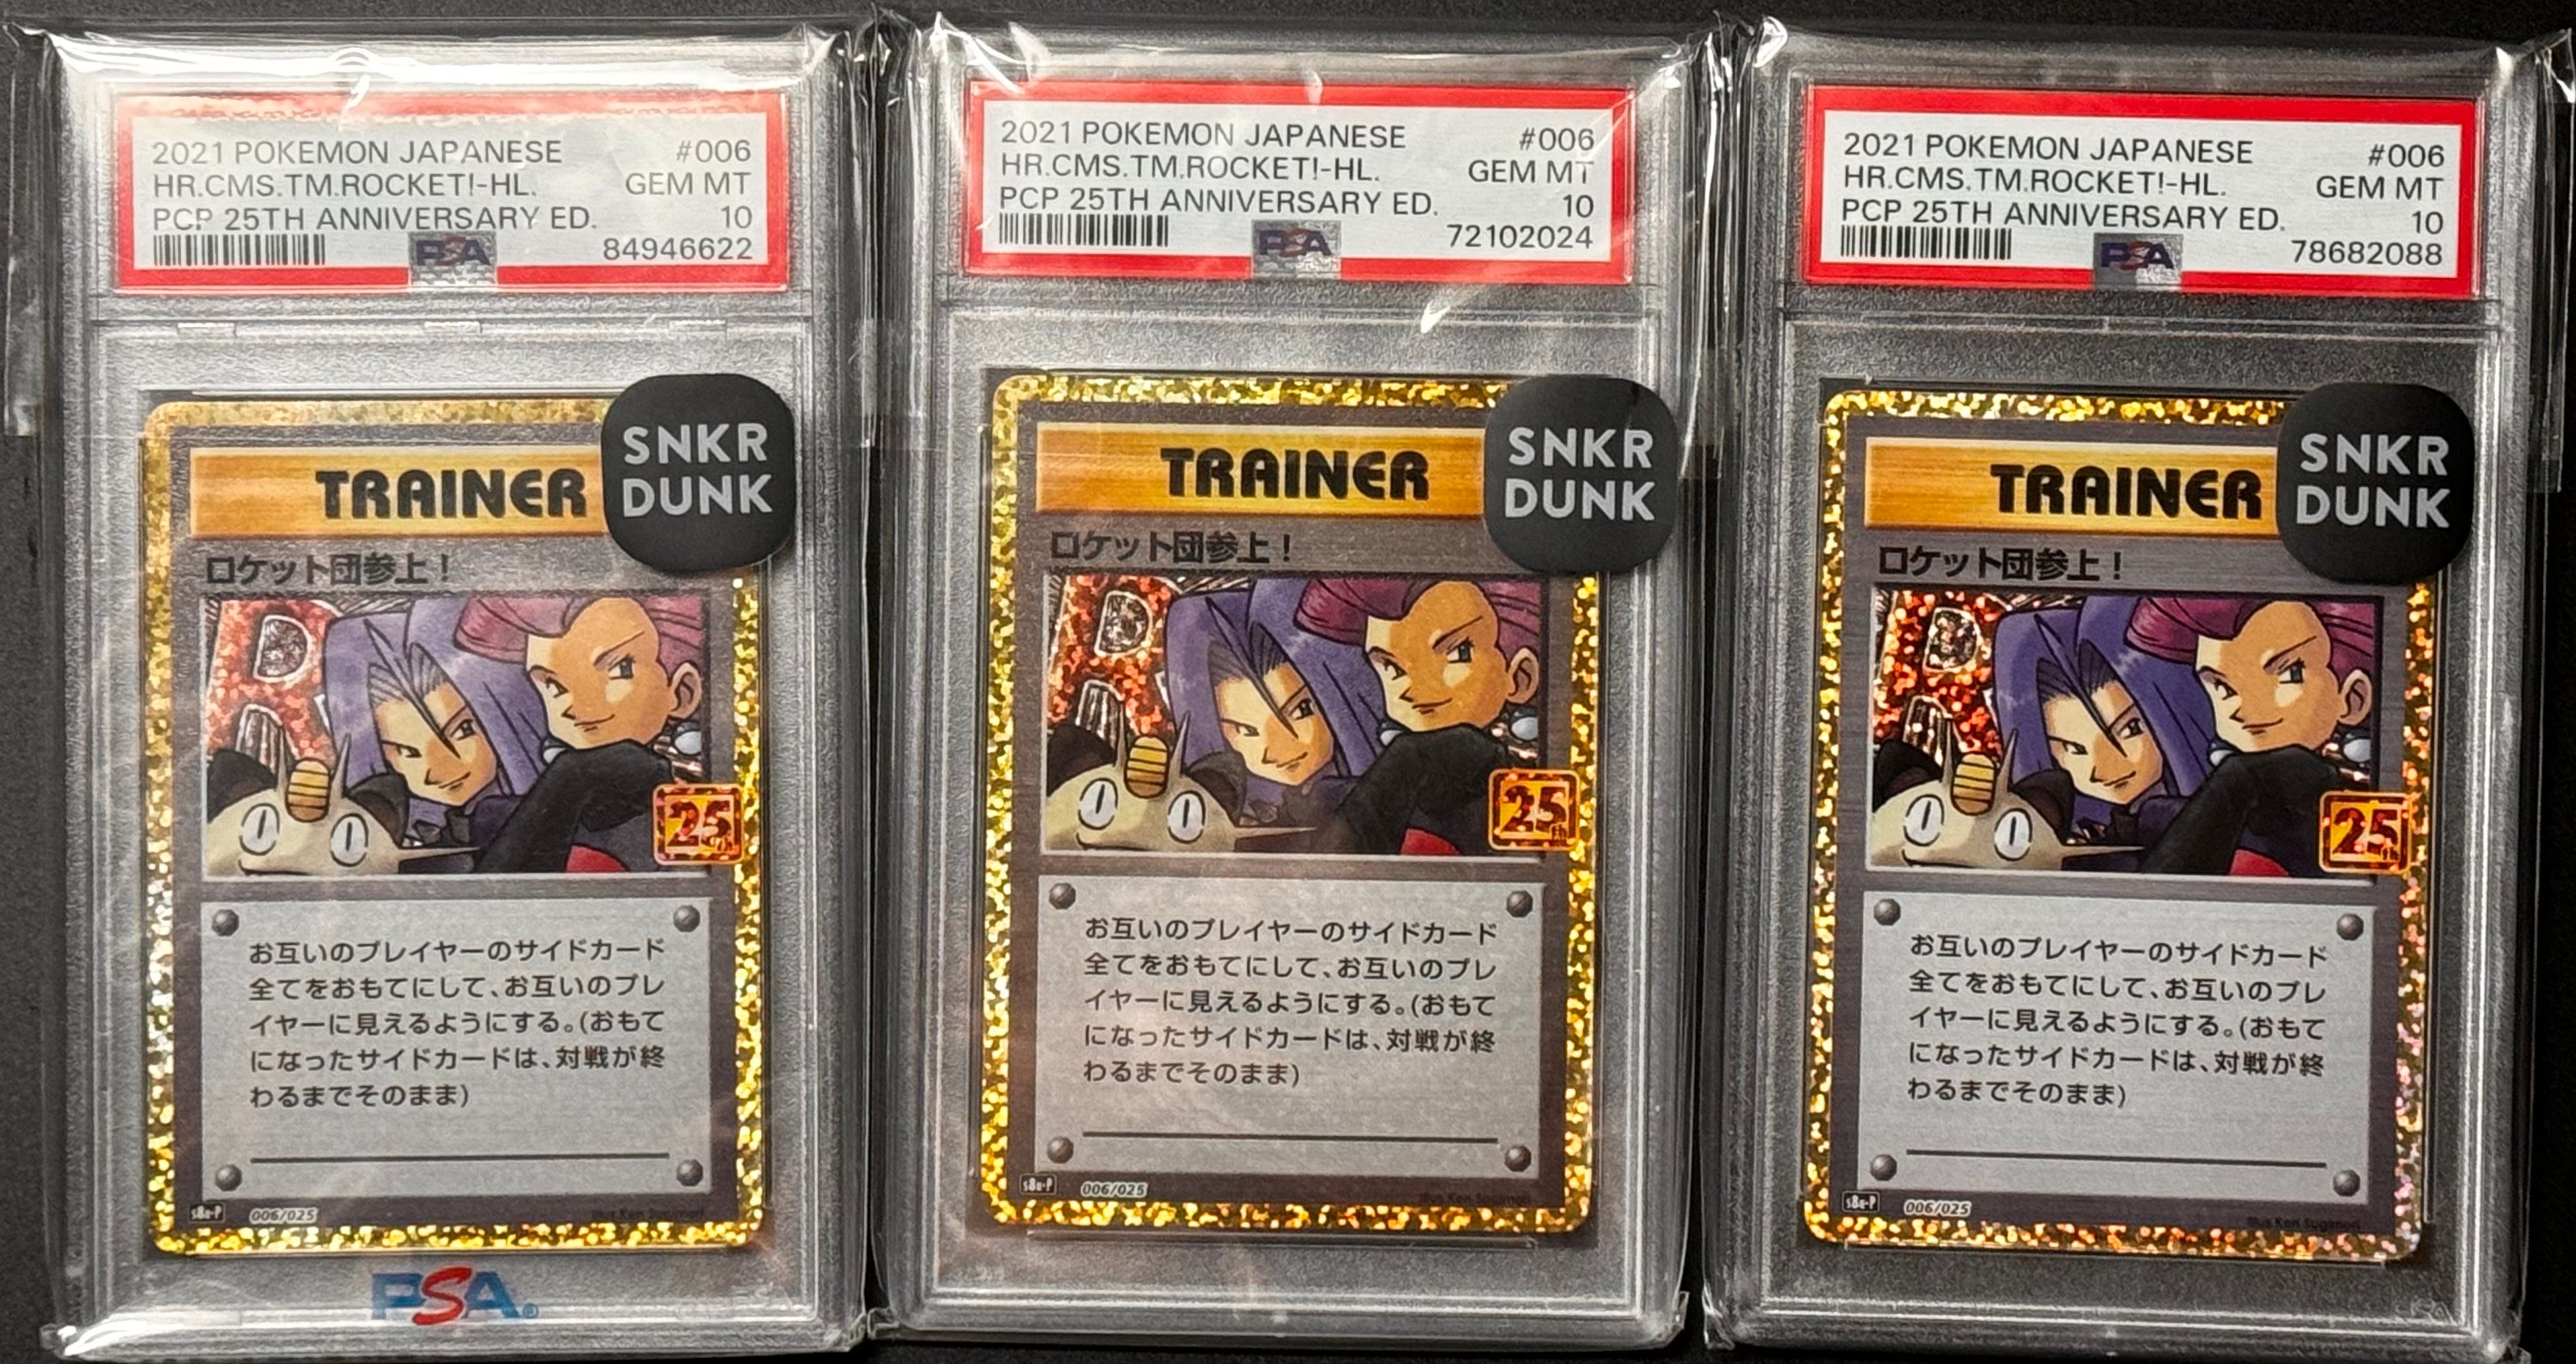 2021 POKEMON JAPANESE #006
HR.CMS.TM.ROCKET!-HL. GEM MT
PCP 25TH ANNIVERSARY ED. 10
PSA 84946622
SNKR
DUNK
TRAINER
ロケット団参上！
R
25th
お互いのプレイヤーのサイドカード
全てをおもてにして、お互いのプレ
イヤーに見えるようにする。(おもて
になったサイドカードは、対戦が終
わるまでそのまま)
s8a-P 006/025 Illus. Ken Sugimori
PSA
2021 POKEMON JAPANESE #006
HR.CMS.TM.ROCKET!-HL. GEM MT
PCP 25TH ANNIVERSARY ED. 10
PSA 72102024
SNKR
DUNK
TRAINER
ロケット団参上！
R
25th
お互いのプレイヤーのサイドカード
全てをおもてにして、お互いのプレ
イヤーに見えるようにする。(おもて
になったサイドカードは、対戦が終
わるまでそのまま)
s8a-P 006/025 Illus. Ken Sugimori
2021 POKEMON JAPANESE #006
HR.CMS.TM.ROCKET!-HL. GEM MT
PCP 25TH ANNIVERSARY ED. 10
PSA 78682088
SNKR
DUNK
TRAINER
ロケット団参上！
R
25th
お互いのプレイヤーのサイドカード
全てをおもてにして、お互いのプレ
イヤーに見えるようにする。(おもて
になったサイドカードは、対戦が終
わるまでそのまま)
s8a-P 006/025 Illus. Ken Sugimori